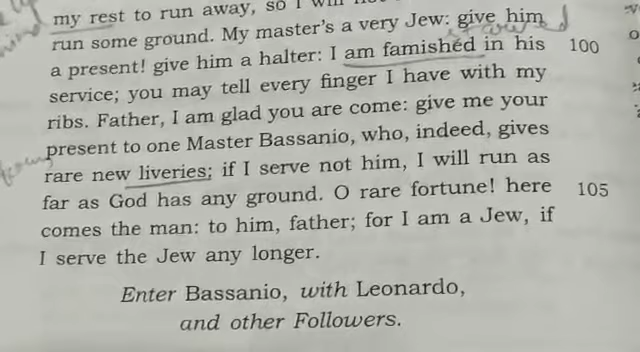 my rest to run away, so I will not
run some ground. My master's a very Jew: give him
a present! give him a halter: I am famished in his 100
service; you may tell every finger I have with my
ribs. Father, I am glad you are come: give me your
present to one Master Bassanio, who, indeed, gives
rare new liveries; if I serve not him, I will run as
far as God has any ground. O rare fortune! here 105
comes the man: to him, father; for I am a Jew, if
I serve the Jew any longer.
Enter Bassanio, with Leonardo,
and other Followers.